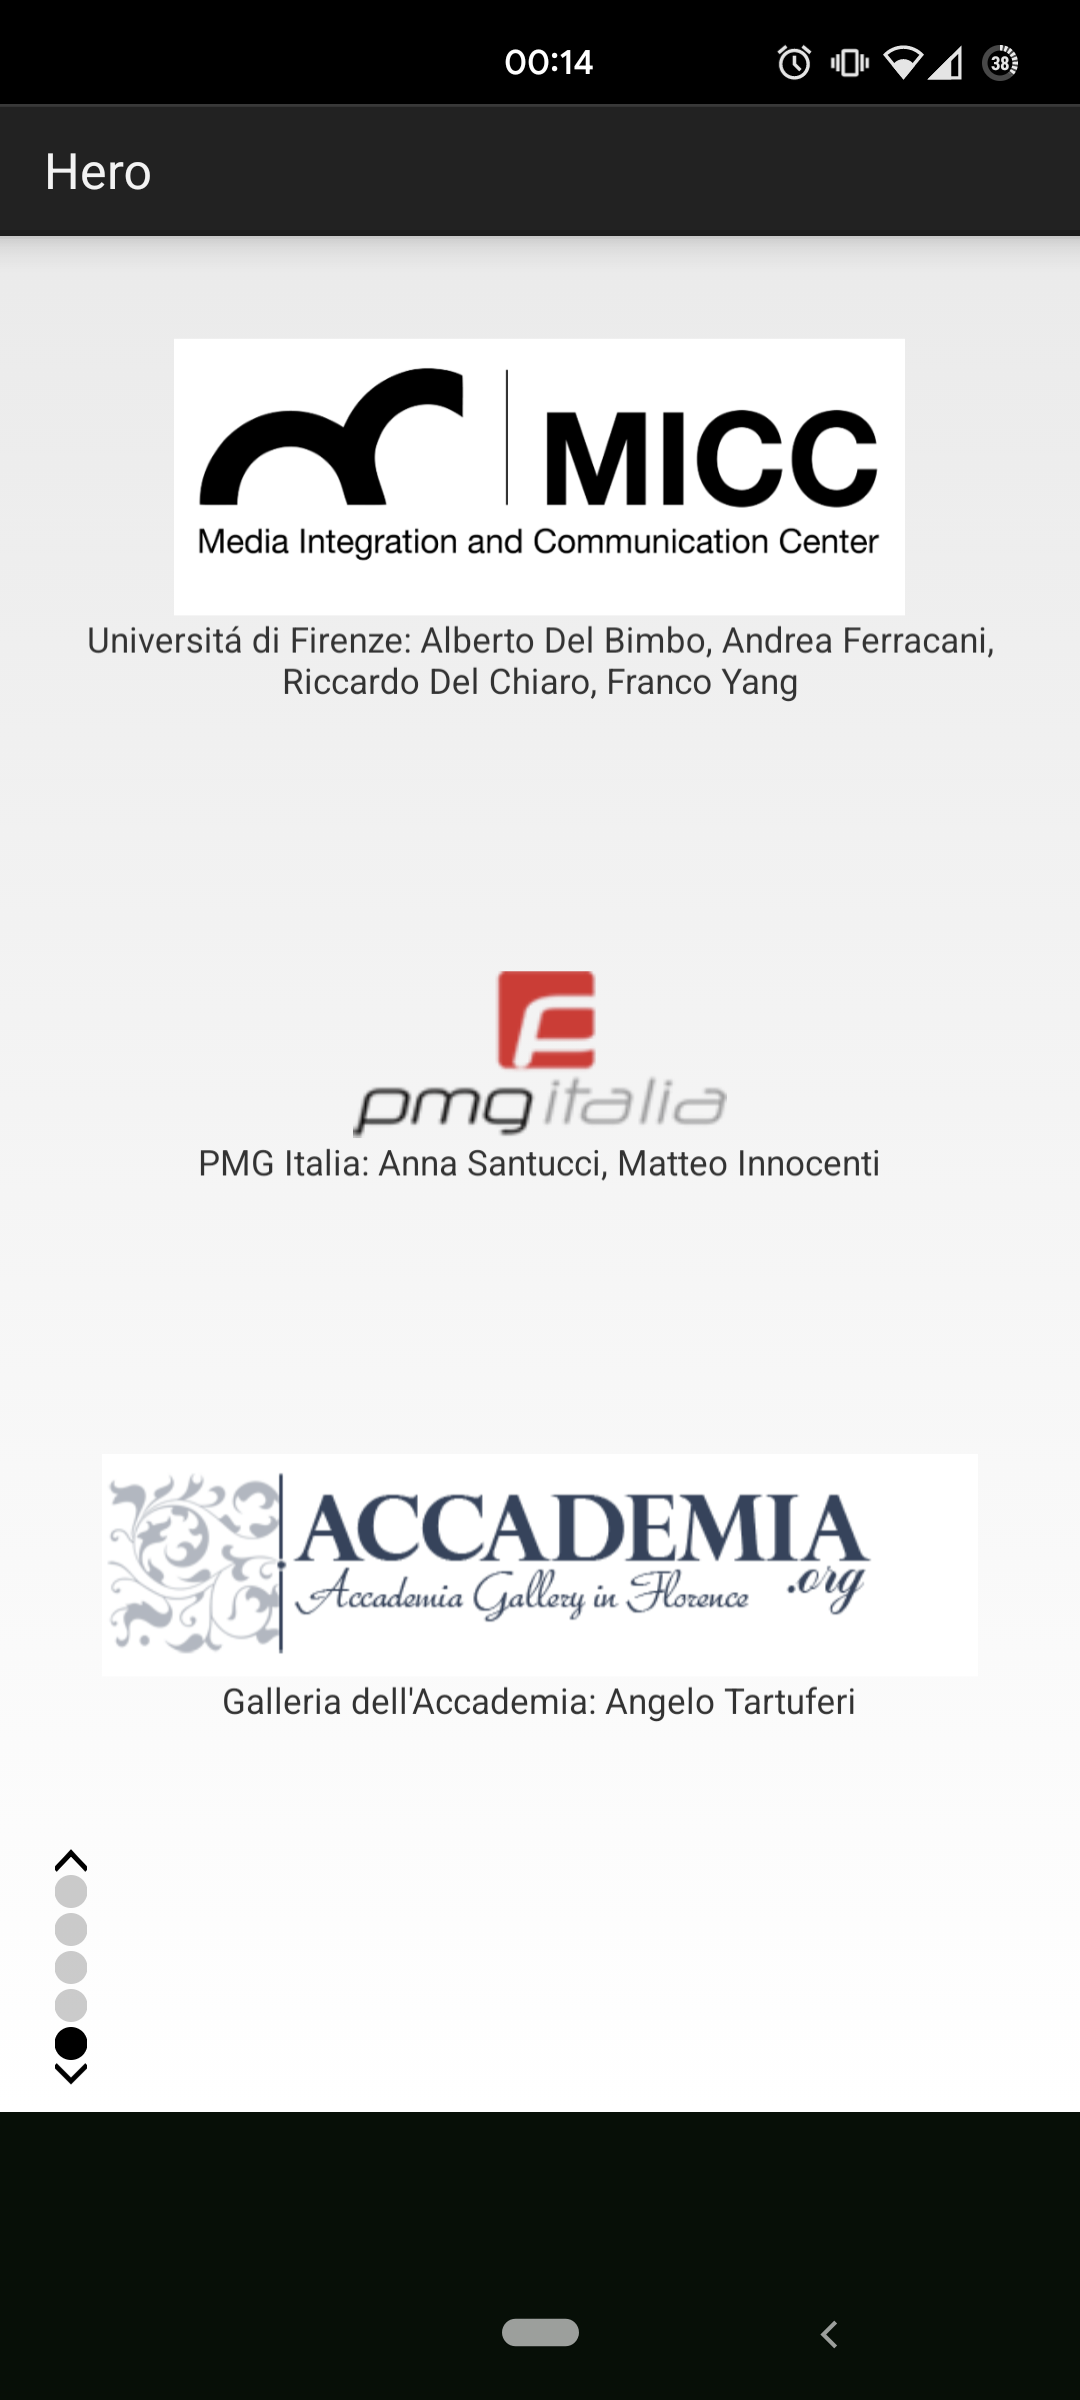 00:14
38
Hero
MICC
Media Integration and Communication Center
Universitá di Firenze: Alberto Del Bimbo, Andrea Ferracani,
Riccardo Del Chiaro, Franco Yang
pmgitalia
PMG Italia: Anna Santucci, Matteo Innocenti
ACCADEMIA
.org
Accademia Gallery in Florence
Galleria dell'Accademia: Angelo Tartuferi